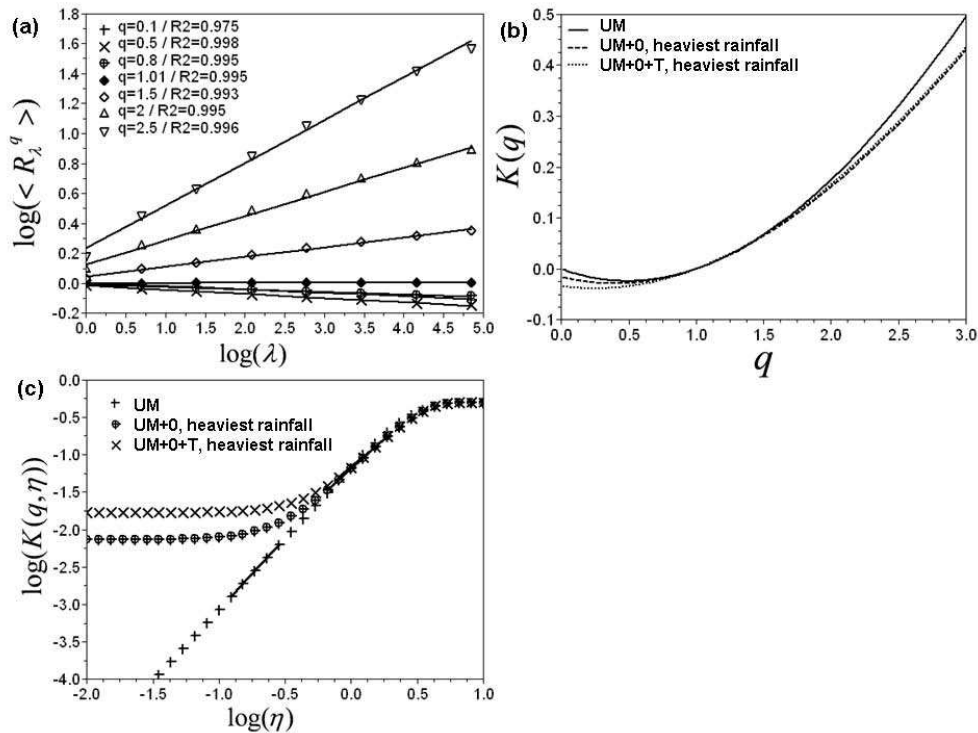 (a)
+ q=0.1 / R2=0.975
× q=0.5 / R2=0.998
⊕ q=0.8 / R2=0.995
◆ q=1.01 / R2=0.995
◇ q=1.5 / R2=0.993
△ q=2 / R2=0.995
▽ q=2.5 / R2=0.996
log(< R_λ^q >)
1.8
1.6
1.4
1.2
1.0
0.8
0.6
0.4
0.2
0.0
-0.2
0.0 0.5 1.0 1.5 2.0 2.5 3.0 3.5 4.0 4.5 5.0
log(λ)
(b)
UM
UM+0, heaviest rainfall
UM+0+T, heaviest rainfall
K(q)
0.5
0.4
0.3
0.2
0.1
-0.0
-0.1
0.0 0.5 1.0 1.5 2.0 2.5 3.0
q
(c)
+ UM
⊕ UM+0, heaviest rainfall
× UM+0+T, heaviest rainfall
log(K(q,η))
0.0
-0.5
-1.0
-1.5
-2.0
-2.5
-3.0
-3.5
-4.0
-2.0 -1.5 -1.0 -0.5 0.0 0.5 1.0
log(η)